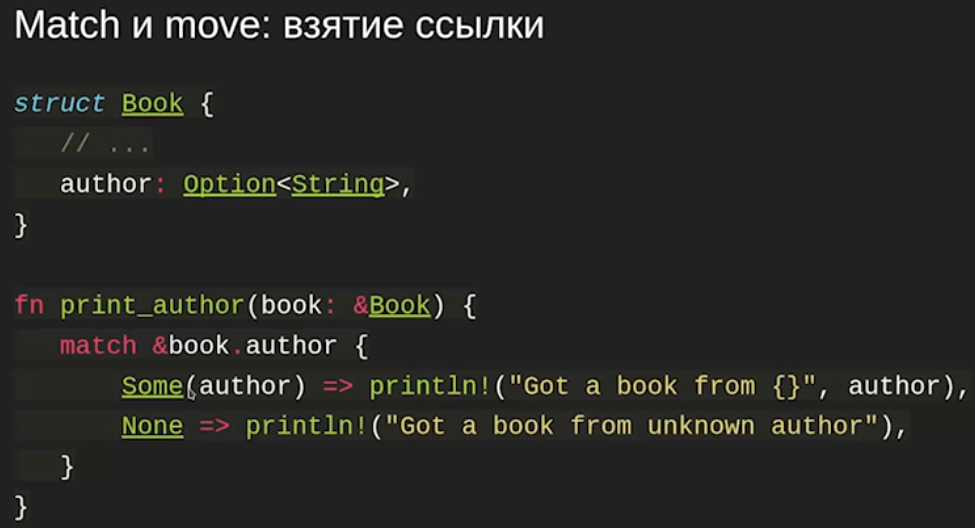 Match и move: взятие ссылки
struct Book {
// ...
author: Option<String>,
}
fn print_author(book: &Book) {
match &book.author {
Some(author) => println!("Got a book from {}", author),
None => println!("Got a book from unknown author"),
}
}